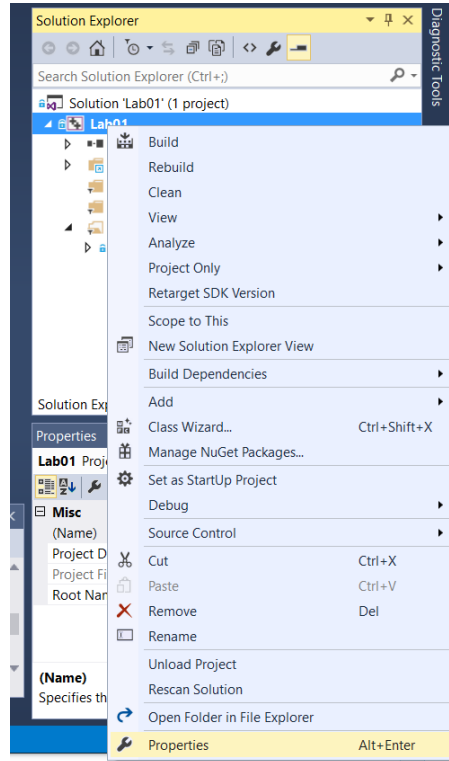 Solution Explorer
Diagnostic Tools
Search Solution Explorer (Ctrl+;)
Solution 'Lab01' (1 project)
Lab01
Build
Rebuild
Clean
View
Analyze
Project Only
Retarget SDK Version
Scope to This
New Solution Explorer View
Build Dependencies
Add
Class Wizard... Ctrl+Shift+X
Manage NuGet Packages...
Set as StartUp Project
Debug
Source Control
Cut Ctrl+X
Paste Ctrl+V
Remove Del
Rename
Unload Project
Rescan Solution
Open Folder in File Explorer
Properties Alt+Enter
Solution Exp
Properties
Lab01 Proj
Misc
(Name)
Project D
Project Fi
Root Nam
(Name)
Specifies th